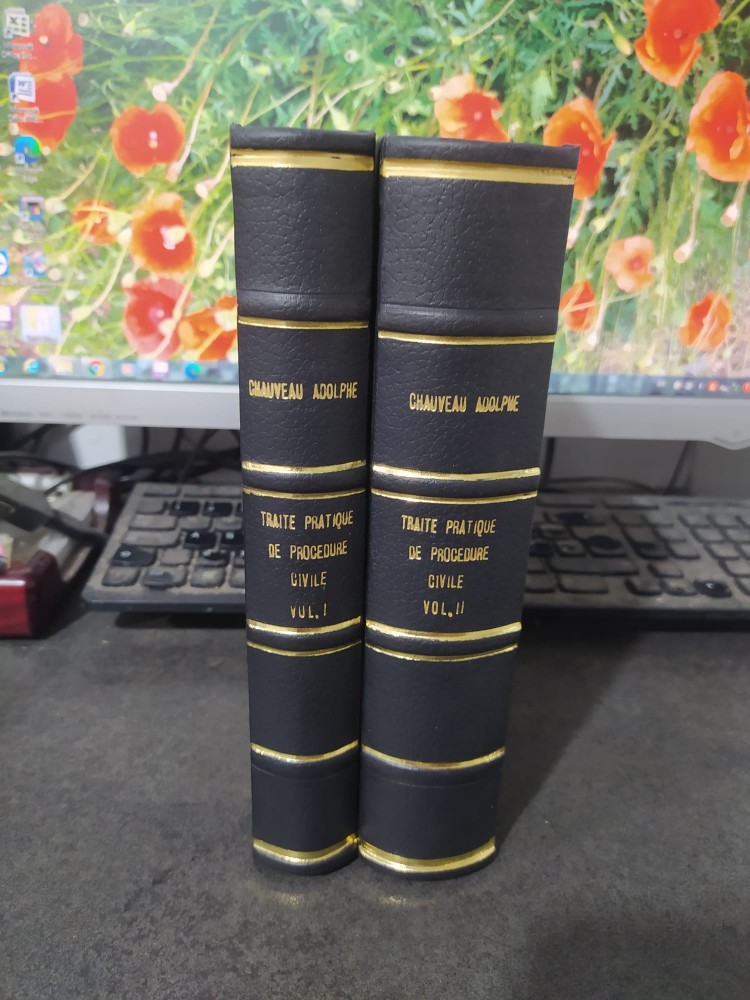 CHAUVEAU ADOLPHE
TRAITE PRATIQUE
DE PROCEDURE
CIVILE
VOL. I
CHAUVEAU ADOLPHE
TRAITE PRATIQUE
DE PROCEDURE
CIVILE
VOL. II